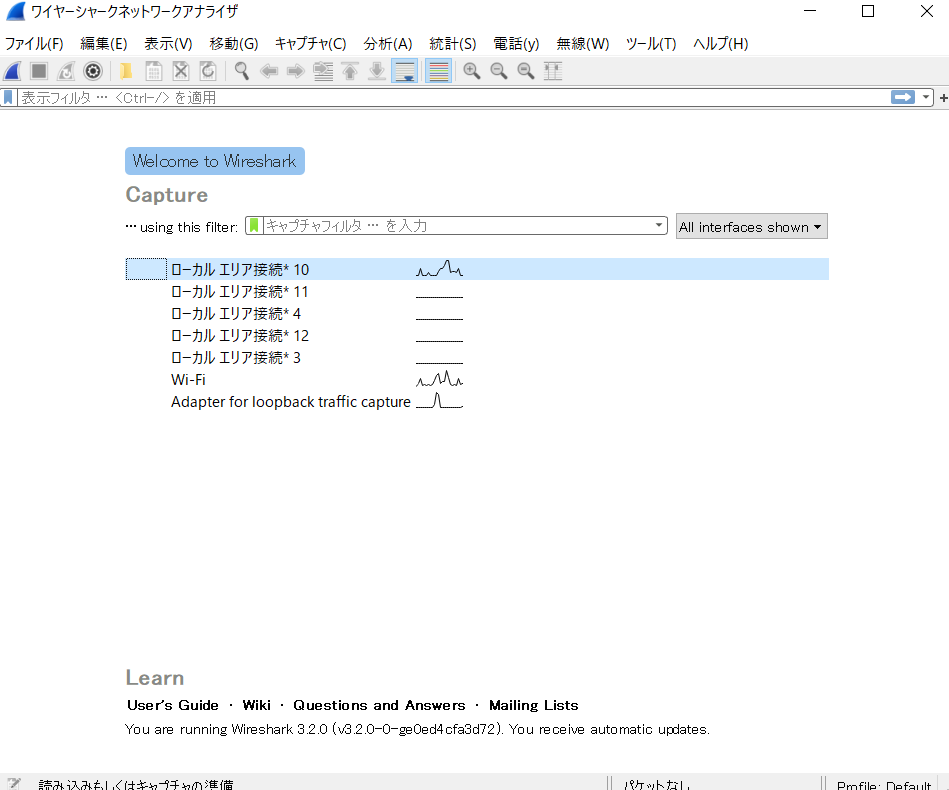 ワイヤーシャークネットワークアナライザ
ファイル(F) 編集(E) 表示(V) 移動(G) キャプチャ(C) 分析(A) 統計(S) 電話(y) 無線(W) ツール(T) ヘルプ(H)
表示フィルタ … <Ctrl-/> を適用
Welcome to Wireshark
Capture
… using this filter: キャプチャフィルタ … を入力 All interfaces shown
ローカル エリア接続* 10
ローカル エリア接続* 11
ローカル エリア接続* 4
ローカル エリア接続* 12
ローカル エリア接続* 3
Wi-Fi
Adapter for loopback traffic capture
Learn
User's Guide · Wiki · Questions and Answers · Mailing Lists
You are running Wireshark 3.2.0 (v3.2.0-0-ge0ed4cfa3d72). You receive automatic updates.
読み込みもしくはキャプチャの準備 パケットなし Profile: Default